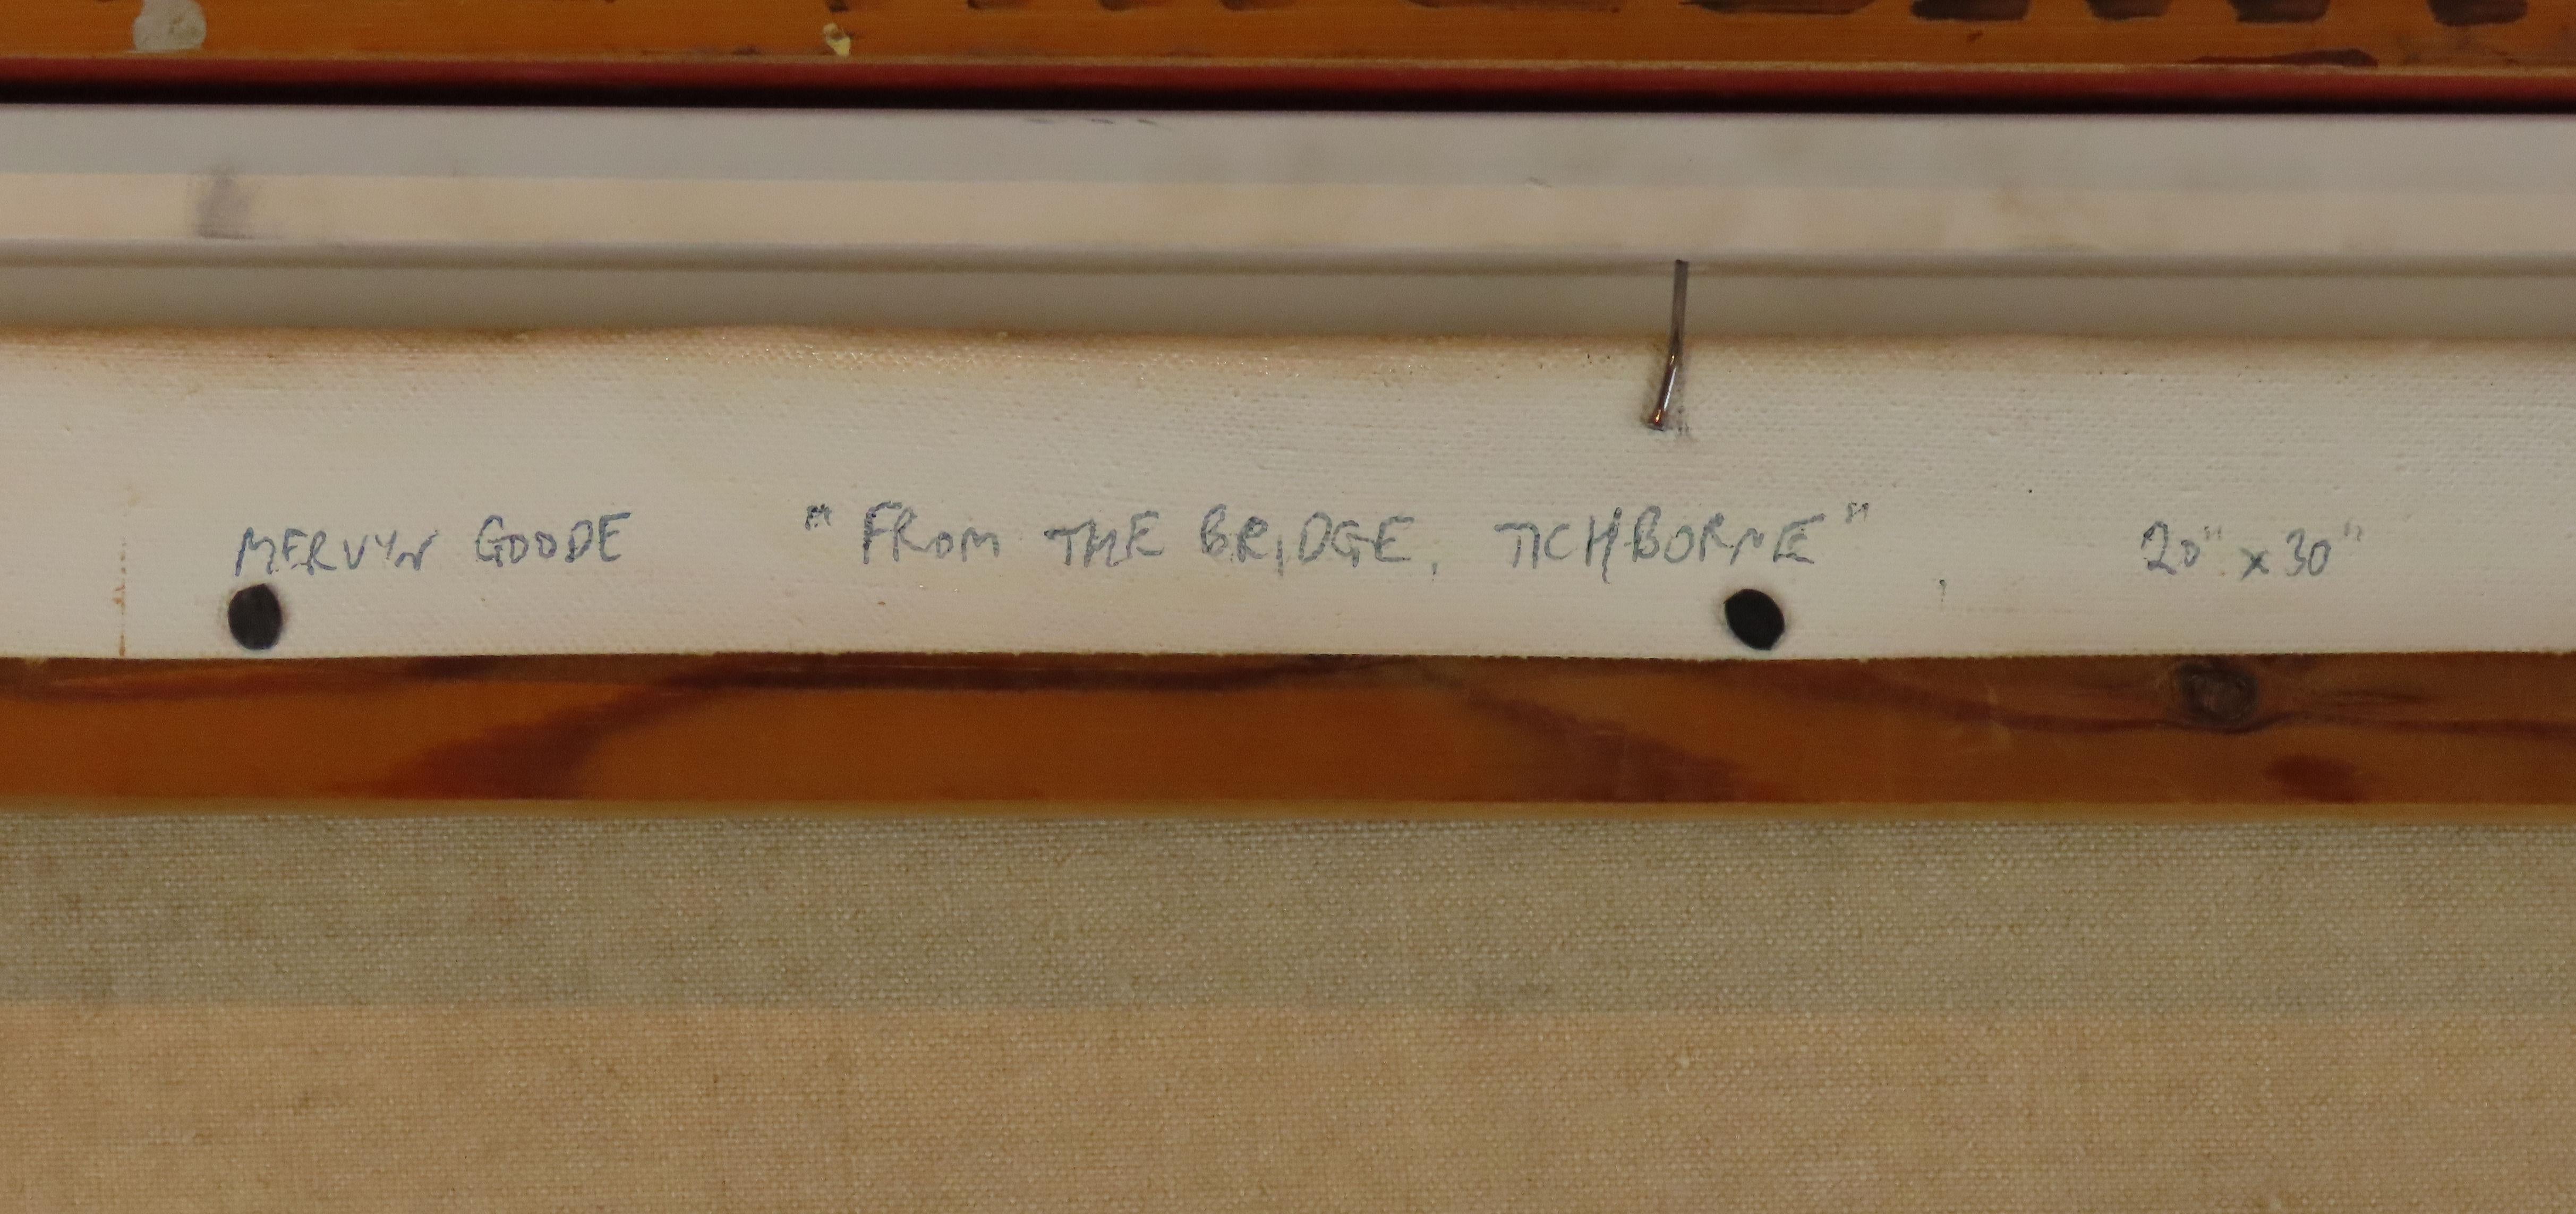 MERVYN GOODE "FROM THE BRIDGE, TICHBORNE", 20" x 30"